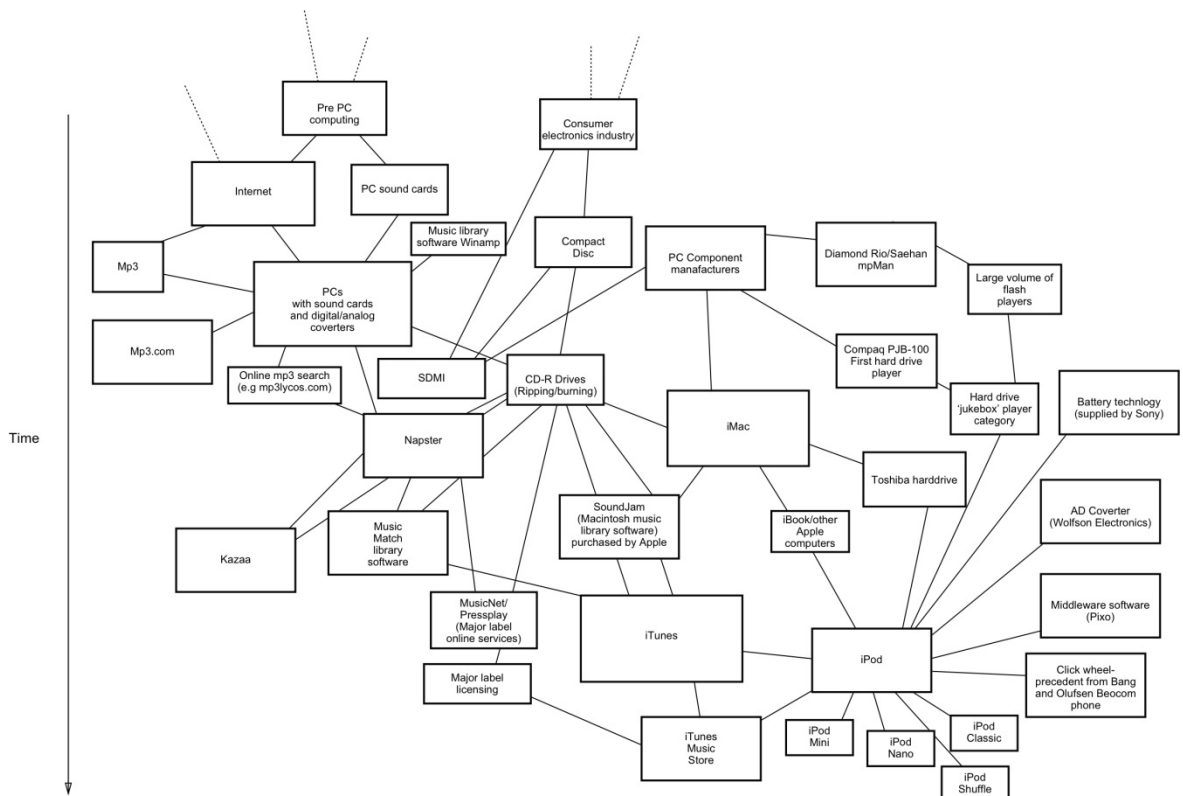 Pre PC
computing
Consumer
electronics industry
Internet
PC sound cards
Music library
software Winamp
Compact
Disc
PC Component
manafacturers
Diamond Rio/Saehan
mpMan
Mp3
PCs
with sound cards
and digital/analog
coverters
Large volume of
flash
players
Mp3.com
Online mp3 search
(e.g mp3lycos.com)
SDMI
CD-R Drives
(Ripping/burning)
Compaq PJB-100
First hard drive
player
Hard drive
'jukebox' player
category
Battery technlogy
(supplied by Sony)
Time
Napster
iMac
Toshiba harddrive
Kazaa
Music
Match
library
software
SoundJam
(Macintosh music
library software)
purchased by Apple
iBook/other
Apple
computers
AD Coverter
(Wolfson Electronics)
MusicNet/
Pressplay
(Major label
online services)
iTunes
iPod
Middleware software
(Pixo)
Major label
licensing
Click wheel-
precedent from Bang
and Olufsen Beocom
phone
iTunes
Music
Store
iPod
Mini
iPod
Nano
iPod
Classic
iPod
Shuffle